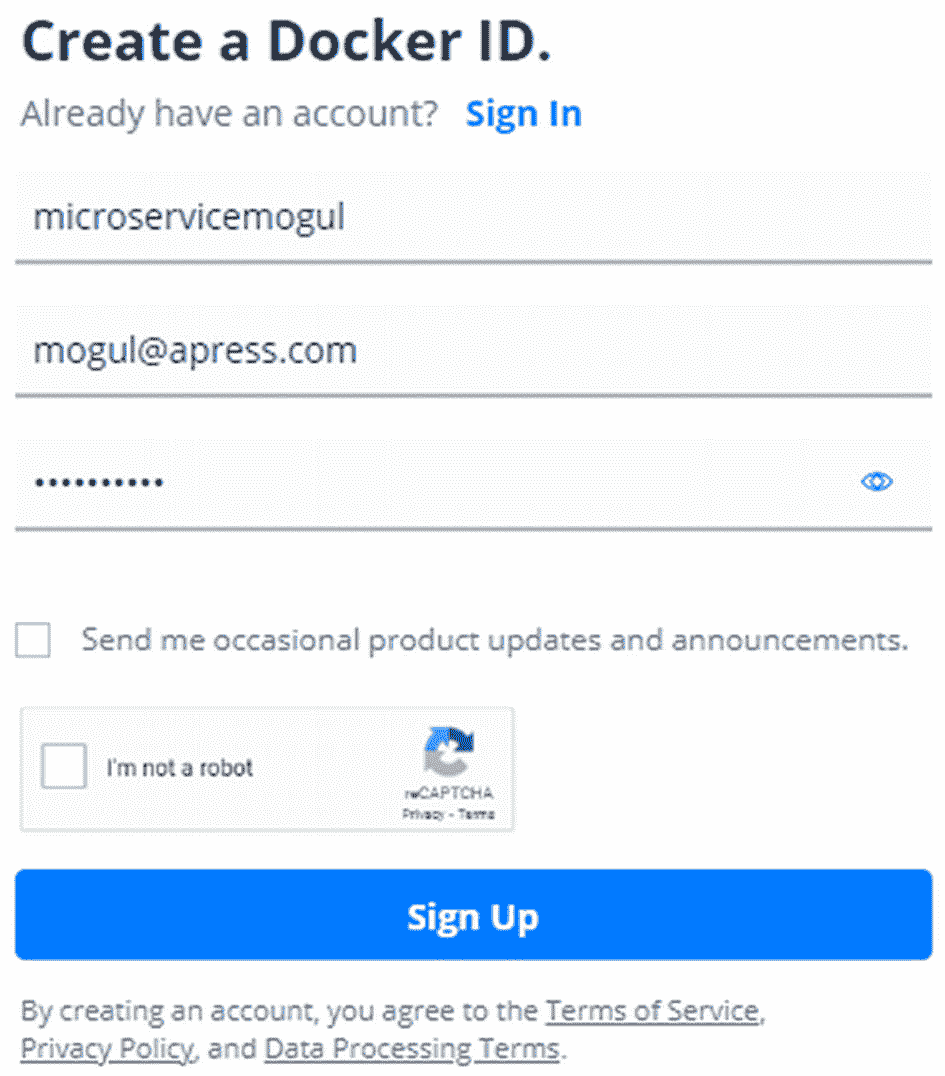 Create a Docker ID.
Already have an account? Sign In
microservicemogul
mogul@apress.com
••••••••••
Send me occasional product updates and announcements.
I'm not a robot
reCAPTCHA
Privacy - Terms
Sign Up
By creating an account, you agree to the Terms of Service,
Privacy Policy, and Data Processing Terms.